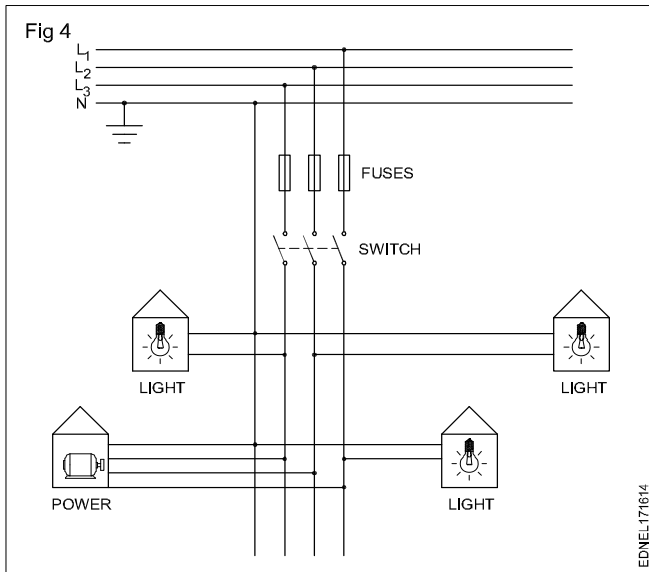 Fig 4
L1
L2
L3
N
FUSES
SWITCH
LIGHT
LIGHT
POWER
LIGHT
EDNEL171614